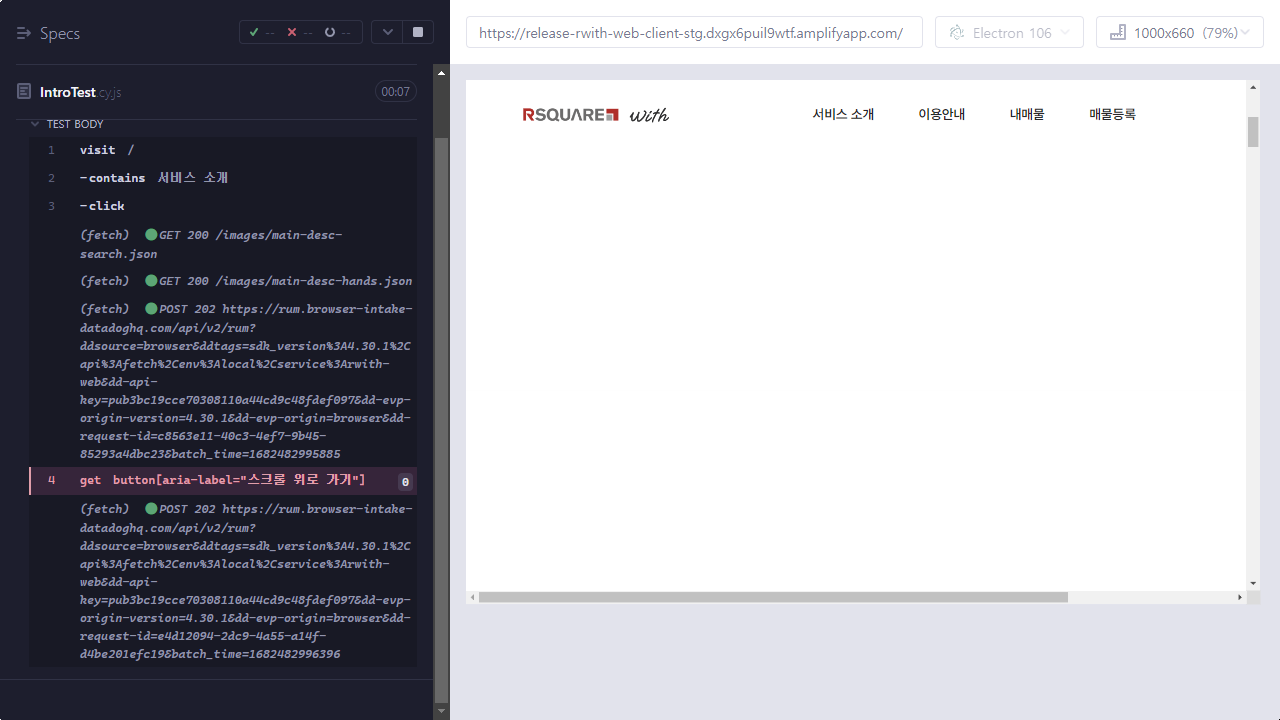 Specs
--
--
--
IntroTest.cy.js
00:07
TEST BODY
1 visit /
2 -contains 서비스 소개
3 -click
(fetch) GET 200 /images/main-desc-
search.json
(fetch) GET 200 /images/main-desc-hands.json
(fetch) POST 202 https://rum.browser-intake-
datadoghq.com/api/v2/rum?
ddsource=browser&ddtags=sdk_version%3A4.30.1%2C
api%3Afetch%2Cenv%3Alocal%2Cservice%3Arwith-
web&dd-api-
key=pub3bc19cce70308110a44cd9c48fdef097&dd-evp-
origin-version=4.30.1&dd-evp-origin=browser&dd-
request-id=c8563e11-40c3-4ef7-9b45-
85293a4dbc23&batch_time=1682482995885
4 get button[aria-label="스크롤 위로 가기"] 0
(fetch) POST 202 https://rum.browser-intake-
datadoghq.com/api/v2/rum?
ddsource=browser&ddtags=sdk_version%3A4.30.1%2C
api%3Afetch%2Cenv%3Alocal%2Cservice%3Arwith-
web&dd-api-
key=pub3bc19cce70308110a44cd9c48fdef097&dd-evp-
origin-version=4.30.1&dd-evp-origin=browser&dd-
request-id=e4d12094-2dc9-4a55-a14f-
d4be201efc19&batch_time=1682482996396
https://release-rwith-web-client-stg.dxgx6puil9wtf.amplifyapp.com/
Electron 106
1000x660 (79%)
RSQUARE With
서비스 소개
이용안내
내매물
매물등록